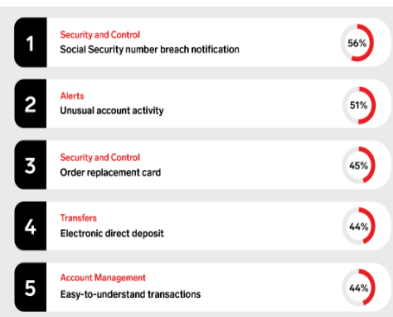 1
Security and Control
Social Security number breach notification
56%
2
Alerts
Unusual account activity
51%
3
Security and Control
Order replacement card
45%
4
Transfers
Electronic direct deposit
44%
5
Account Management
Easy-to-understand transactions
44%